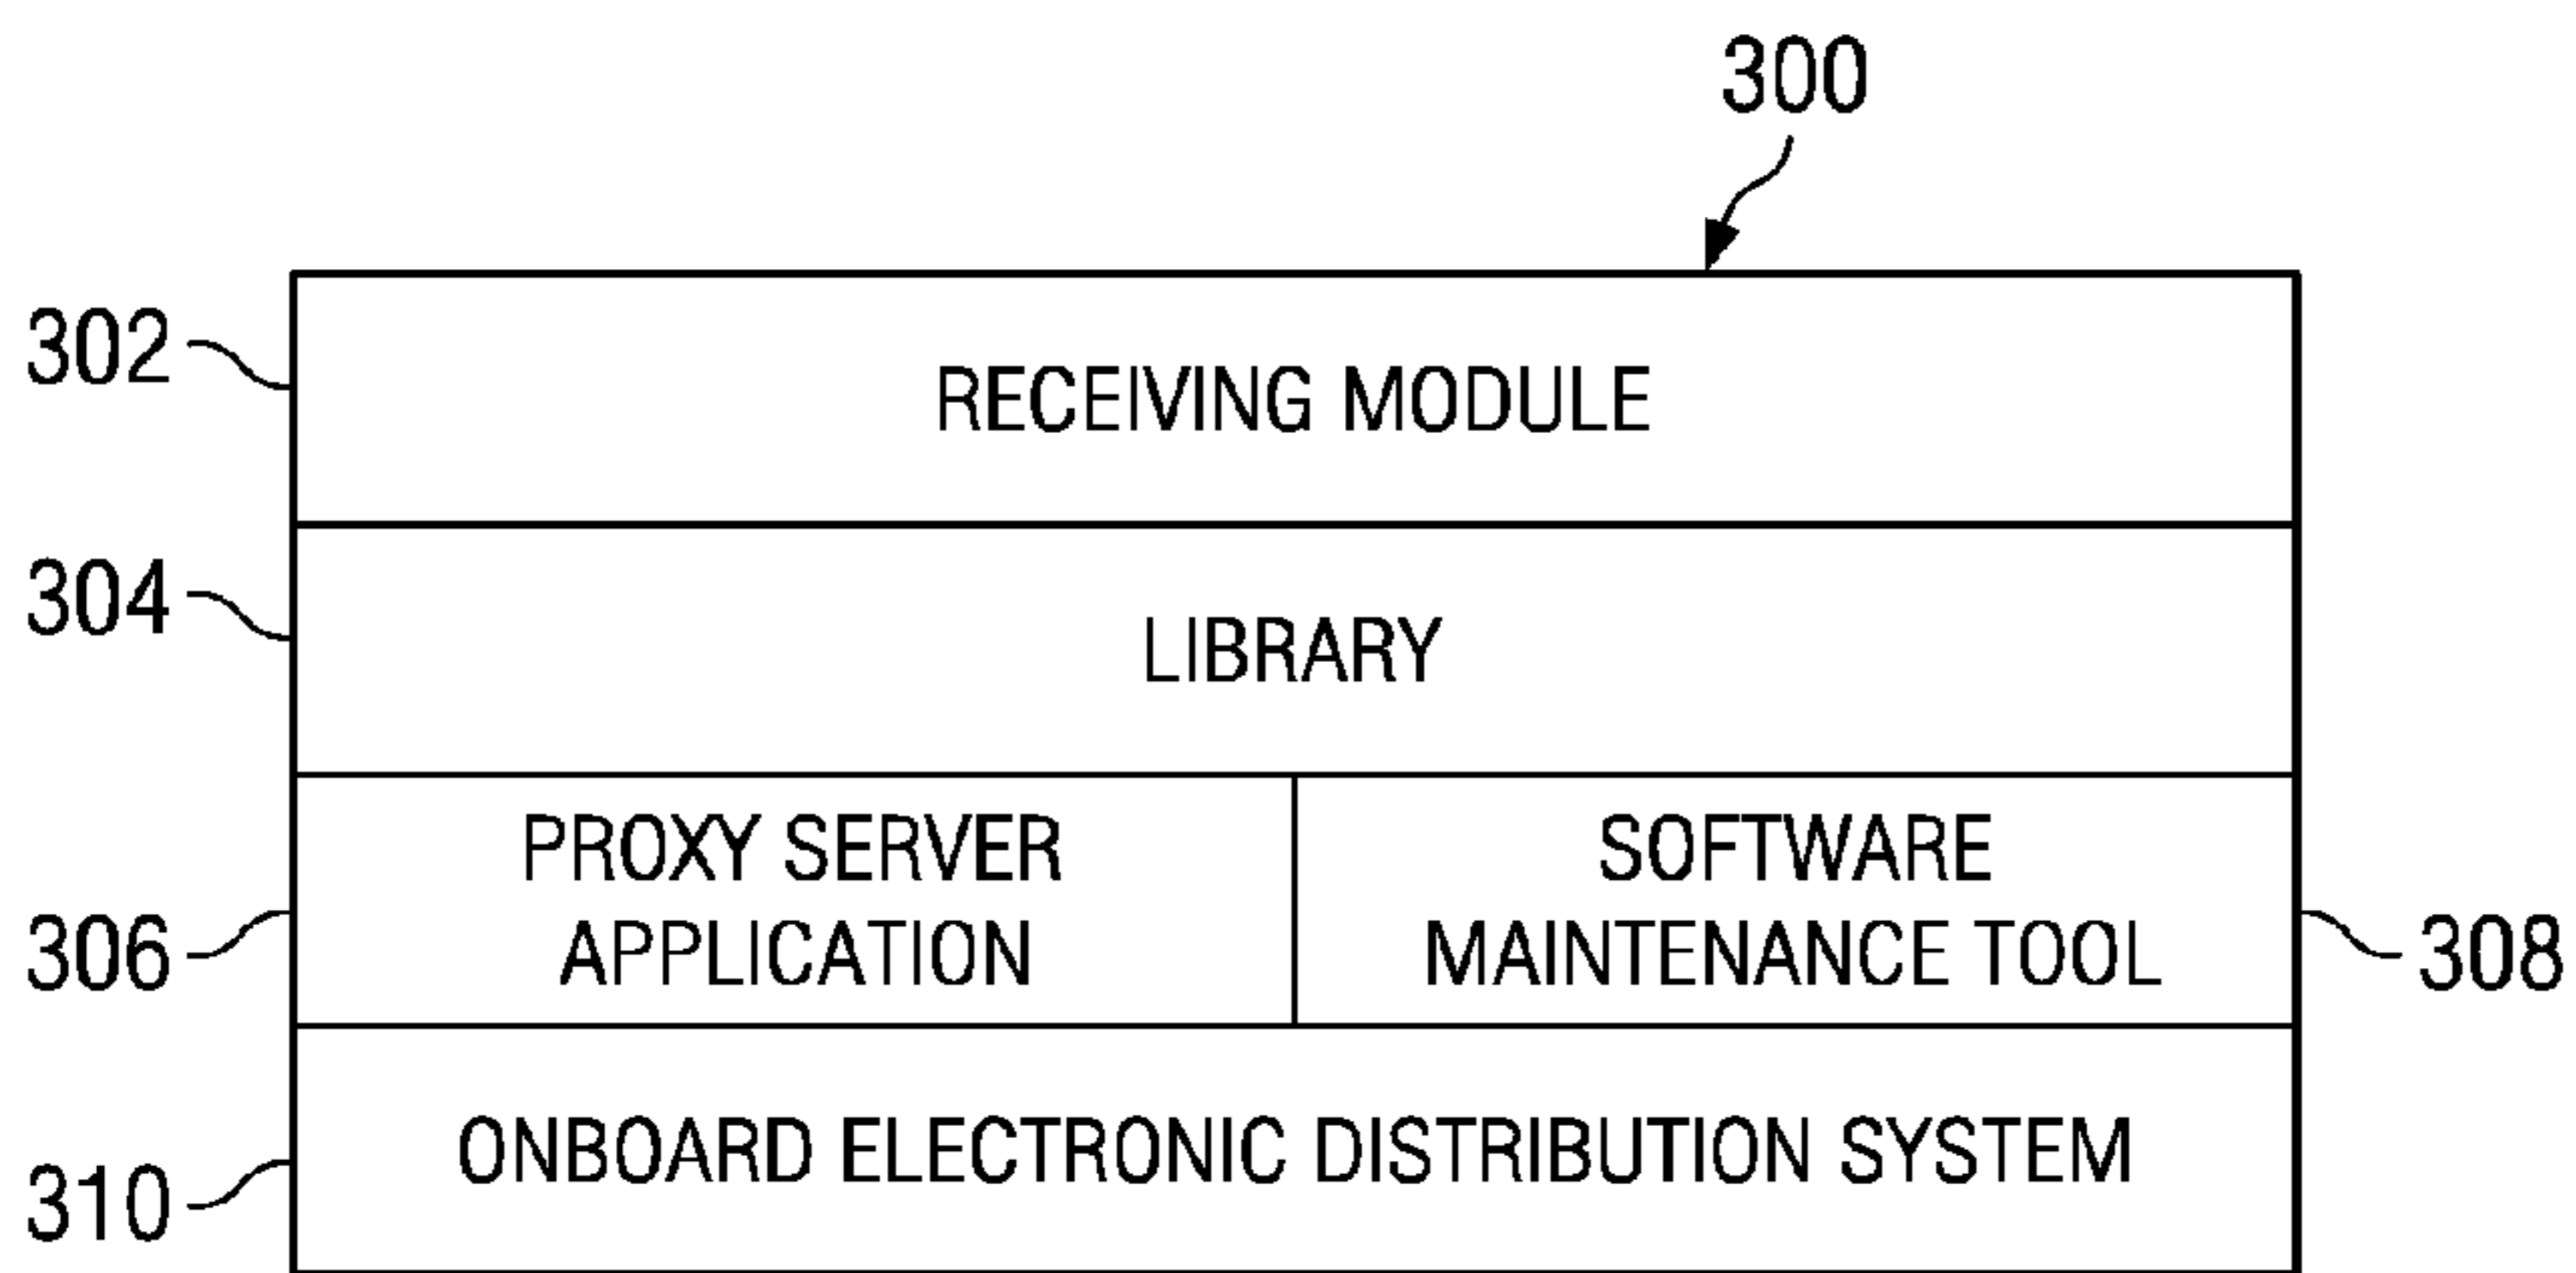 300
302
RECEIVING MODULE
304
LIBRARY
PROXY SERVER
APPLICATION
306
SOFTWARE
MAINTENANCE TOOL
308
ONBOARD ELECTRONIC DISTRIBUTION SYSTEM
310